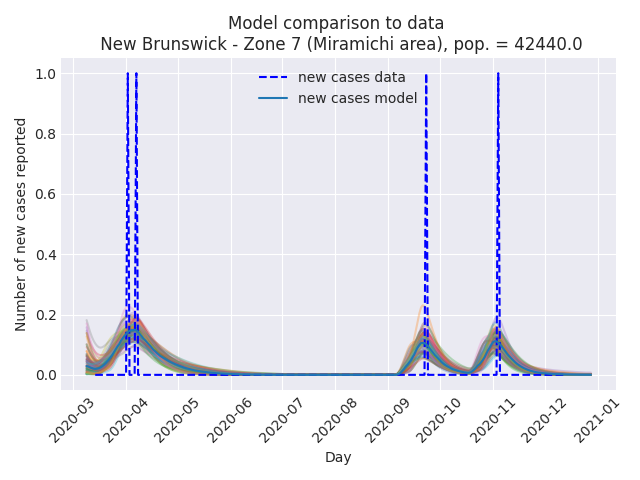 Model comparison to data
New Brunswick - Zone 7 (Miramichi area), pop. = 42440.0
new cases data
new cases model
Number of new cases reported
1.0
0.8
0.6
0.4
0.2
0.0
2020-03
2020-04
2020-05
2020-06
2020-07
2020-08
2020-09
2020-10
2020-11
2020-12
2021-01
Day